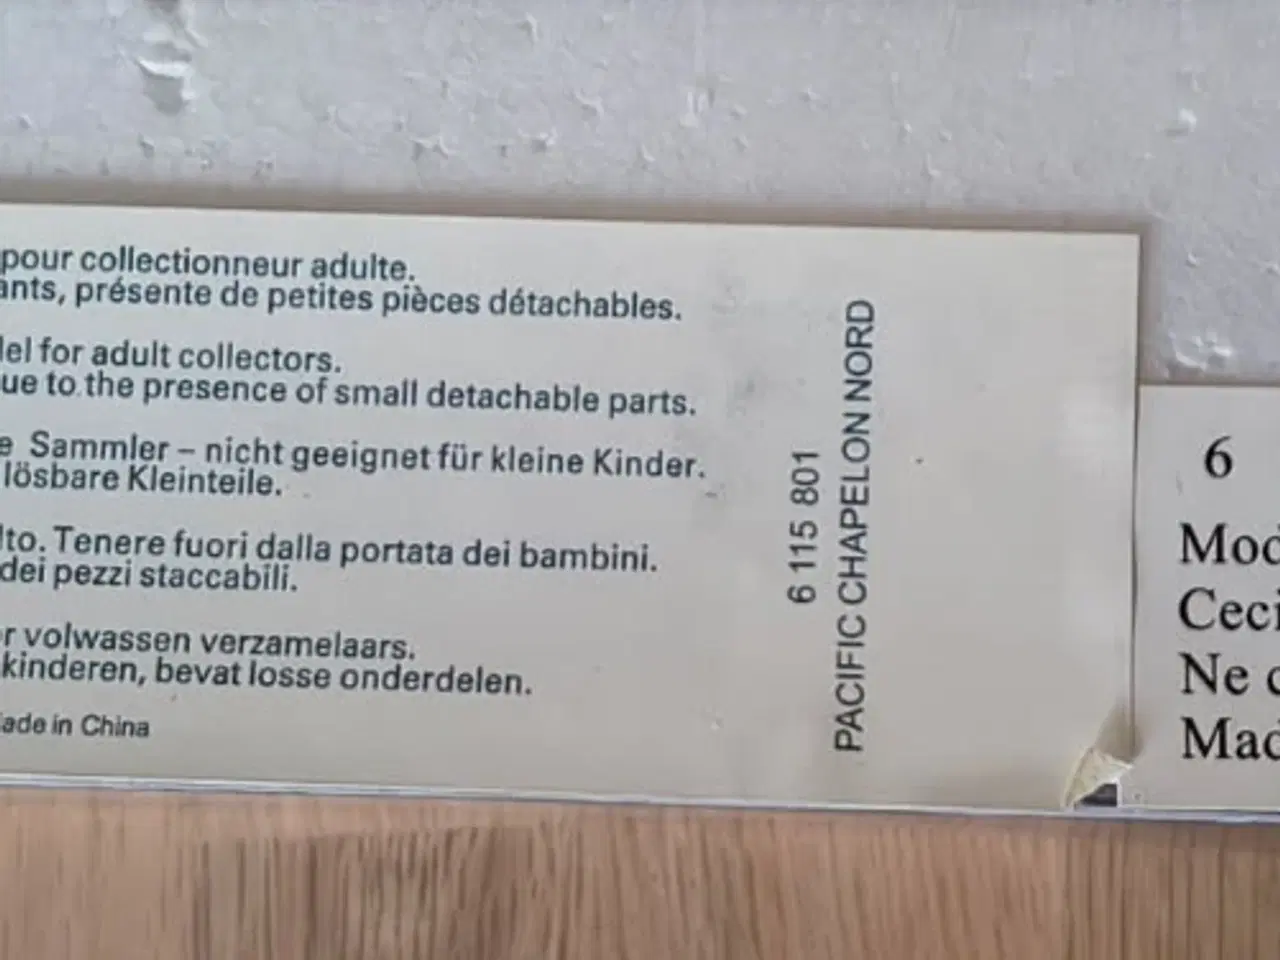 pour collectionneur adulte.
ants, présente de petites pièces détachables.
del for adult collectors.
ue to the presence of small detachable parts.
e Sammler – nicht geeignet für kleine Kinder.
lösbare Kleinteile.
lto. Tenere fuori dalla portata dei bambini.
dei pezzi staccabili.
r volwassen verzamelaars.
kinderen, bevat losse onderdelen.
ade in China
6 115 801
PACIFIC CHAPELON NORD
6
Mod
Ceci
Ne c
Mad